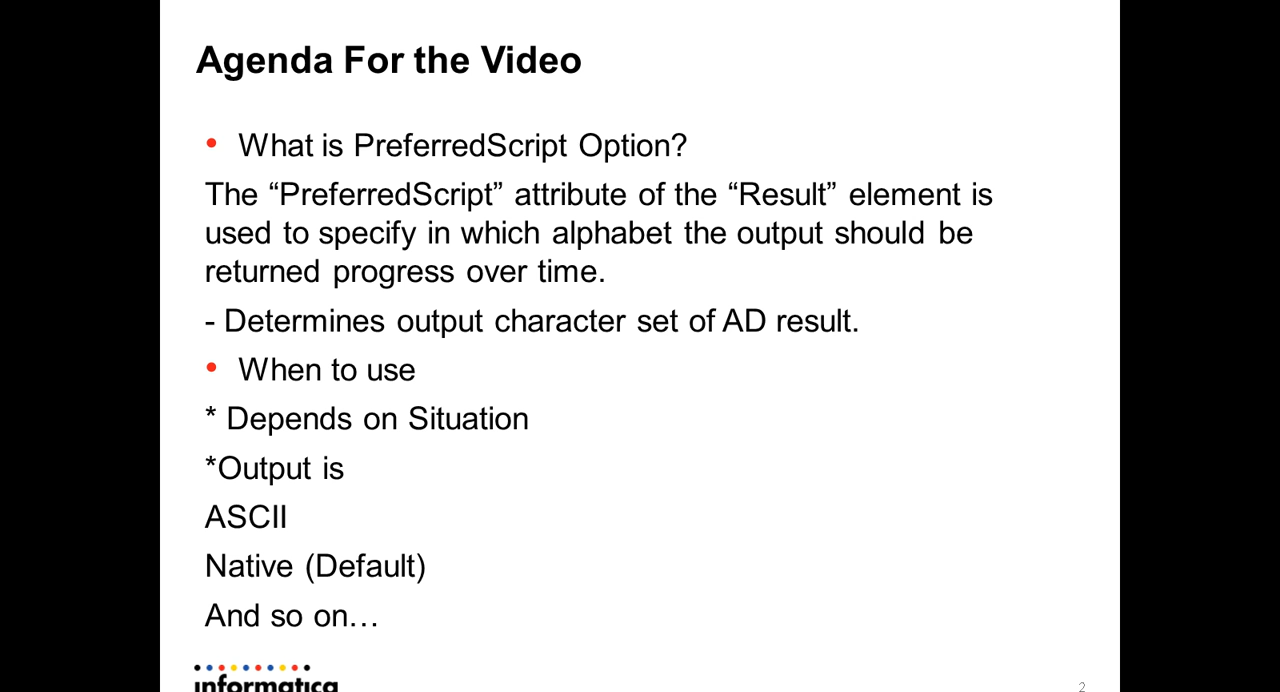 Agenda For the Video
• What is PreferredScript Option?
The “PreferredScript” attribute of the “Result” element is
used to specify in which alphabet the output should be
returned progress over time.
- Determines output character set of AD result.
• When to use
* Depends on Situation
*Output is
ASCII
Native (Default)
And so on…
informatica
2